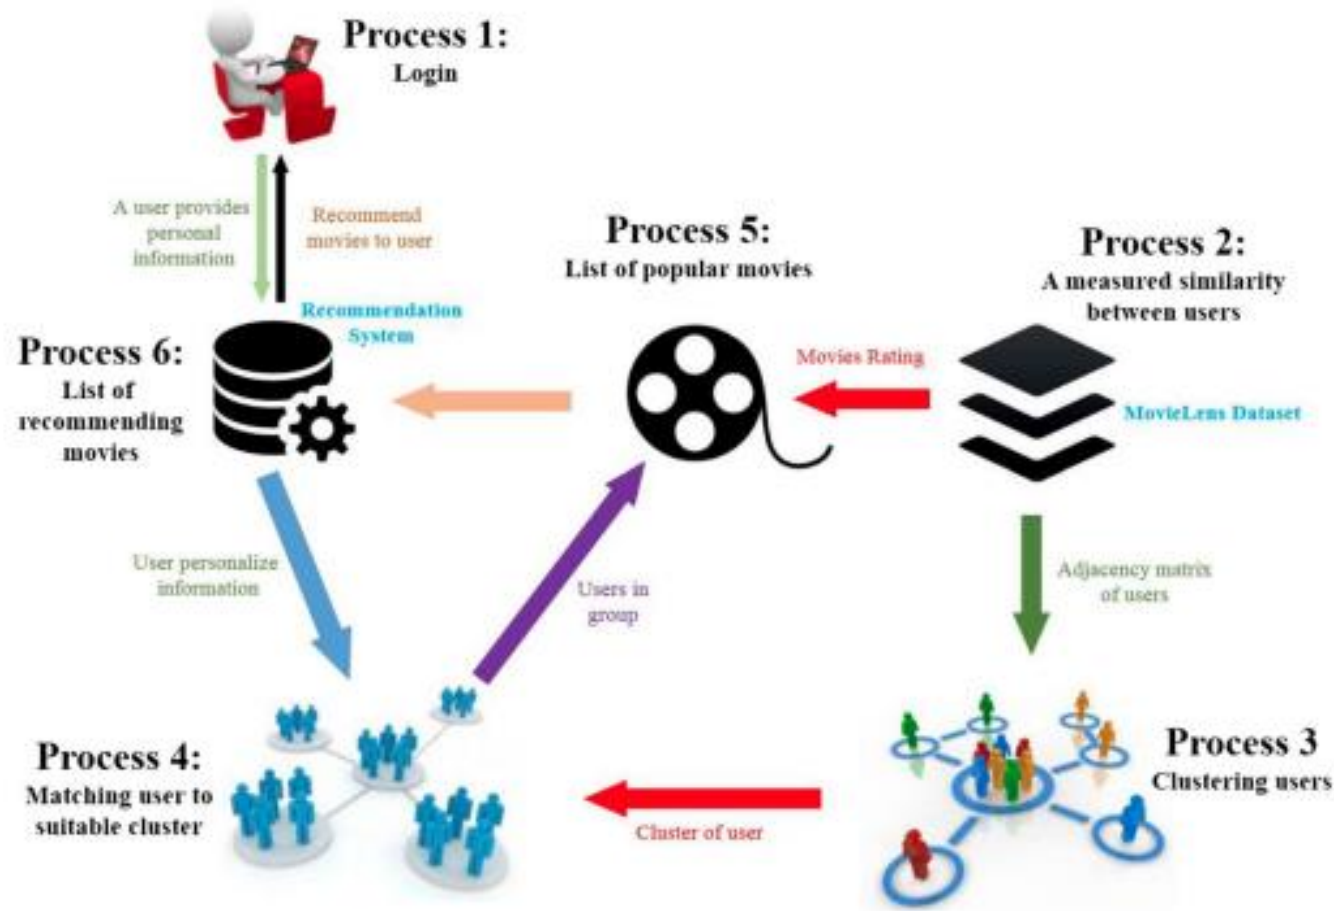 Process 1:
Login
A user provides
personal
information
Recommend
movies to user
Process 5:
List of popular movies
Process 2:
A measured similarity
between users
Recommendation
System
Process 6:
List of
recommending
movies
Movies Rating
MovieLens Dataset
User personalize
information
Users in
group
Adjacency matrix
of users
Process 4:
Matching user to
suitable cluster
Cluster of user
Process 3
Clustering users